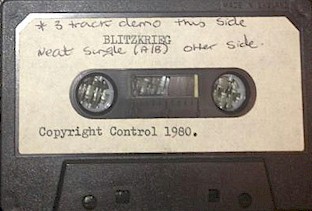 * 3 track demo this side
BLITZKRIEG
Neat Single (A/B) other side.
Copyright Control 1980.